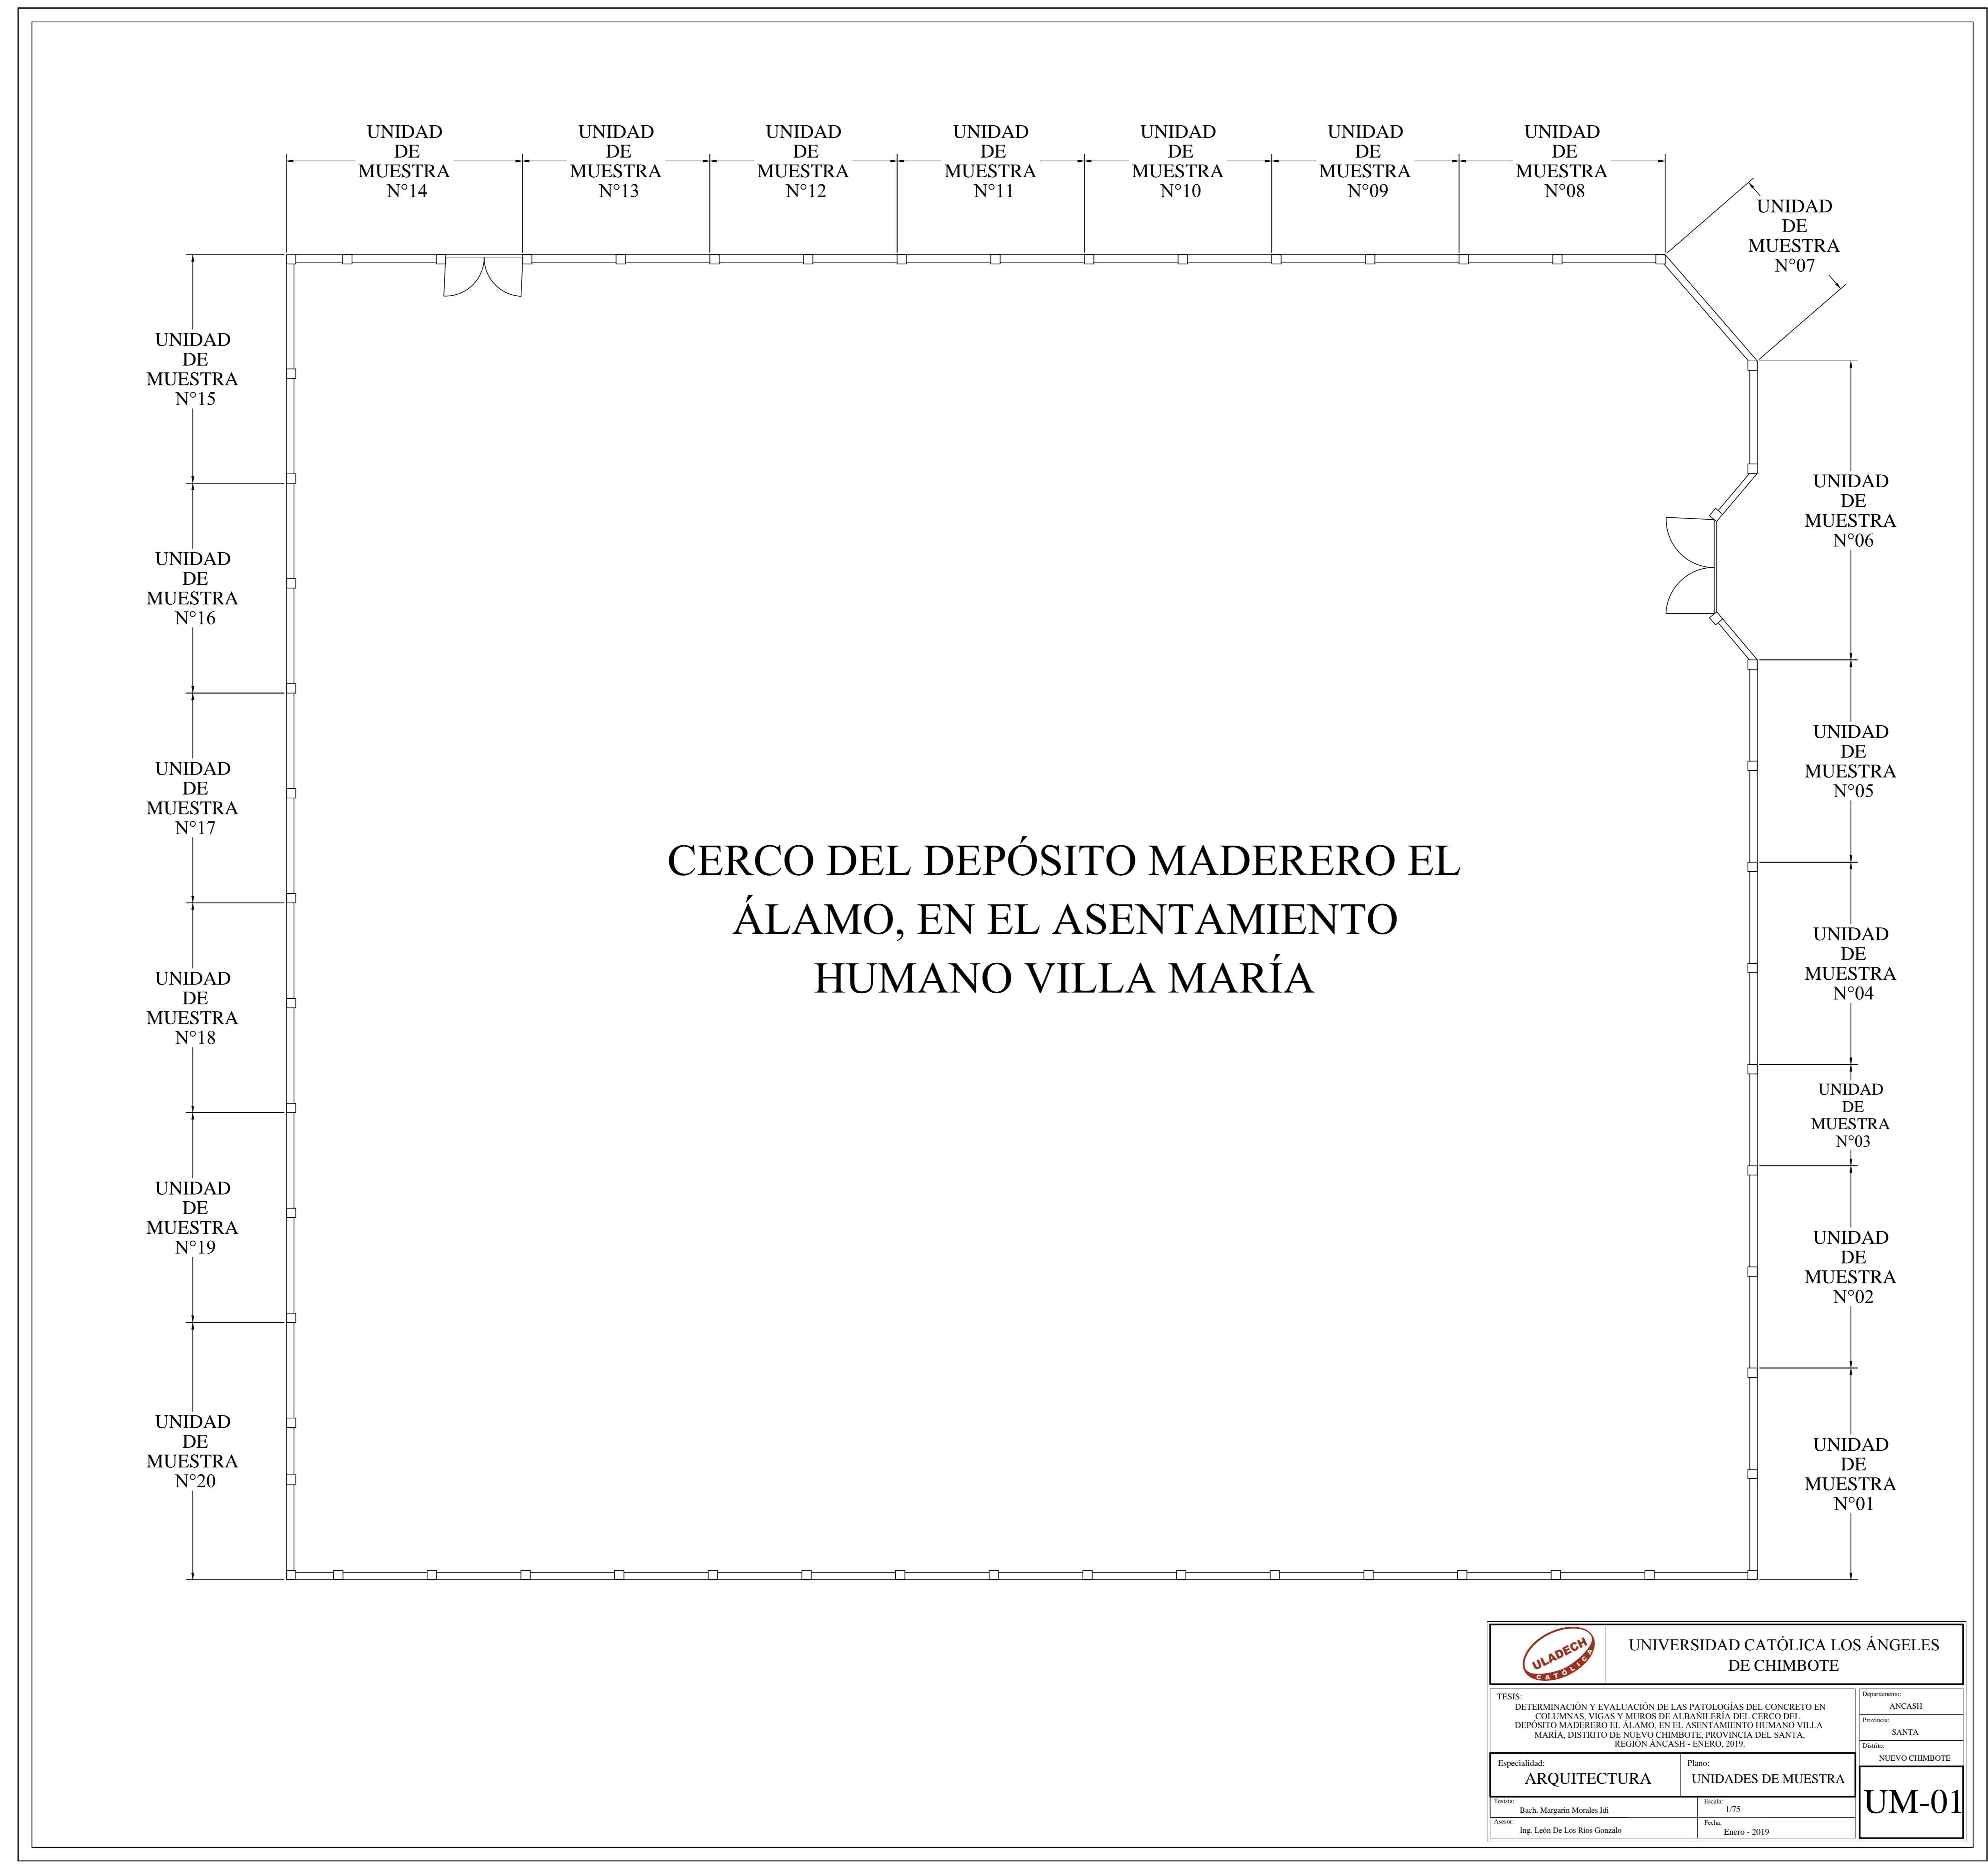 UNIDAD
DE
MUESTRA
N°14
UNIDAD
DE
MUESTRA
N°13
UNIDAD
DE
MUESTRA
N°12
UNIDAD
DE
MUESTRA
N°11
UNIDAD
DE
MUESTRA
N°10
UNIDAD
DE
MUESTRA
N°09
UNIDAD
DE
MUESTRA
N°08
UNIDAD
DE
MUESTRA
N°07
UNIDAD
DE
MUESTRA
N°15
UNIDAD
DE
MUESTRA
N°16
UNIDAD
DE
MUESTRA
N°17
UNIDAD
DE
MUESTRA
N°18
UNIDAD
DE
MUESTRA
N°19
UNIDAD
DE
MUESTRA
N°20
CERCO DEL DEPÓSITO MADERERO EL
ÁLAMO, EN EL ASENTAMIENTO
HUMANO VILLA MARÍA
UNIDAD
DE
MUESTRA
N°06
UNIDAD
DE
MUESTRA
N°05
UNIDAD
DE
MUESTRA
N°04
UNIDAD
DE
MUESTRA
N°03
UNIDAD
DE
MUESTRA
N°02
UNIDAD
DE
MUESTRA
N°01
ULADECH
CATÓLICA
UNIVERSIDAD CATÓLICA LOS ÁNGELES
DE CHIMBOTE
TESIS:
DETERMINACIÓN Y EVALUACIÓN DE LAS PATOLOGÍAS DEL CONCRETO EN
COLUMNAS, VIGAS Y MUROS DE ALBAÑILERÍA DEL CERCO DEL
DEPÓSITO MADERERO EL ÁLAMO, EN EL ASENTAMIENTO HUMANO VILLA
MARÍA, DISTRITO DE NUEVO CHIMBOTE, PROVINCIA DEL SANTA,
REGIÓN ÁNCASH - ENERO, 2019.
Departamento:
ANCASH
Provincia:
SANTA
Distrito:
NUEVO CHIMBOTE
Especialidad:
ARQUITECTURA
Plano:
UNIDADES DE MUESTRA
Tesista:
Bach. Margarin Morales Idi
Escala:
1/75
Asesor:
Ing. León De Los Ríos Gonzalo
Fecha:
Enero - 2019
UM-01